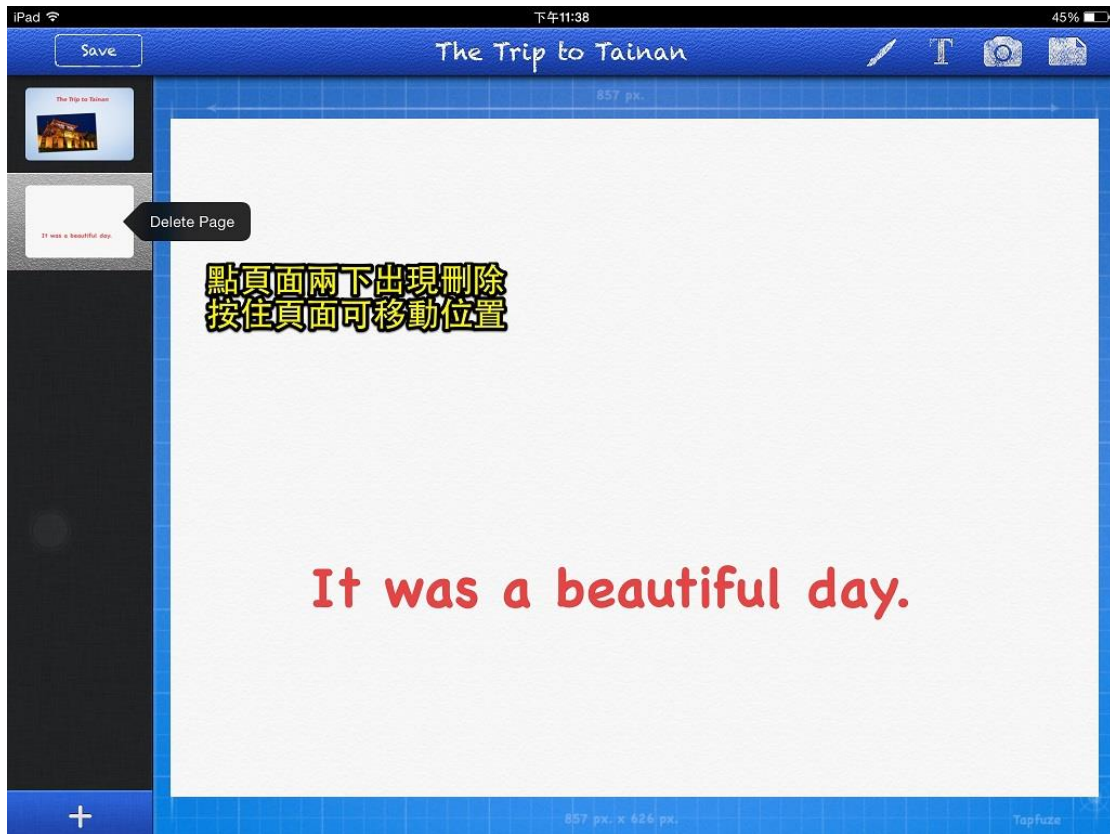 iPad 下午11:38 45%
Save The Trip to Tainan T
857 px.
The Trip to Tainan
It was a beautiful day.
Delete Page
點頁面兩下出現刪除
按住頁面可移動位置
It was a beautiful day.
+
857 px. x 626 px. TapFuze